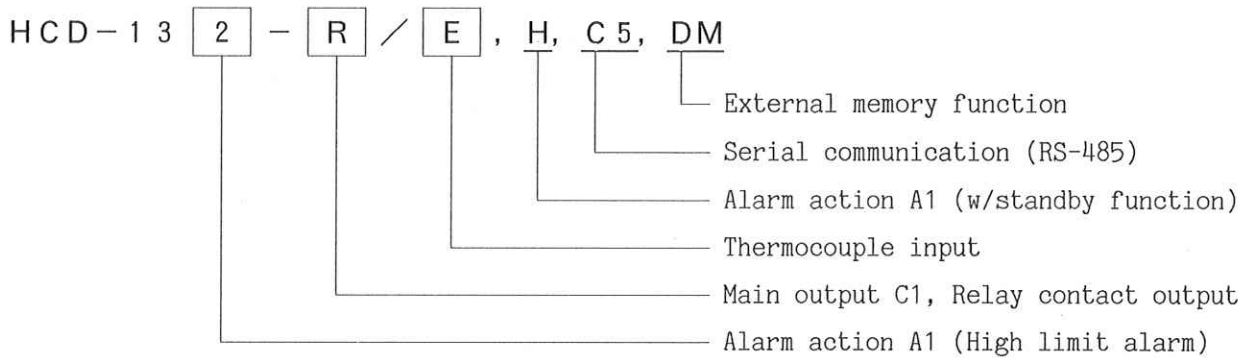 HCD-13 2 - R / E , H, C5, DM
External memory function
Serial communication (RS-485)
Alarm action A1 (w/standby function)
Thermocouple input
Main output C1, Relay contact output
Alarm action A1 (High limit alarm)